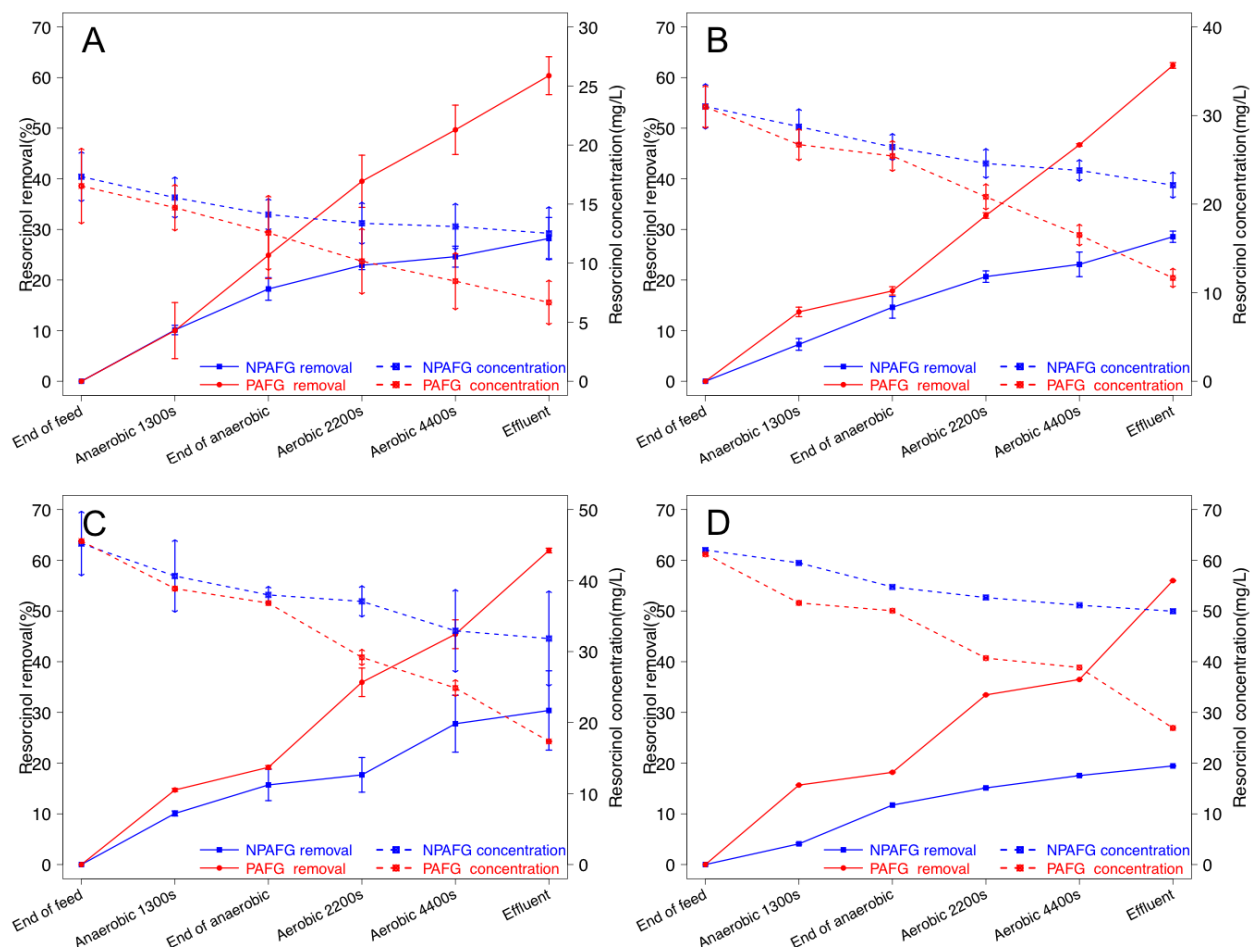 A
Resorcinol removal(%)
70
60
50
40
30
20
10
0
30
25
20
15
10
5
0
Resorcinol concentration(mg/L)
NPAFG removal
NPAFG concentration
PAFG removal
PAFG concentration
End of feed
Anaerobic 1300s
End of anaerobic
Aerobic 2200s
Aerobic 4400s
Effluent
B
Resorcinol removal(%)
70
60
50
40
30
20
10
0
40
30
20
10
0
Resorcinol concentration(mg/L)
NPAFG removal
NPAFG concentration
PAFG removal
PAFG concentration
End of feed
Anaerobic 1300s
End of anaerobic
Aerobic 2200s
Aerobic 4400s
Effluent
C
Resorcinol removal(%)
70
60
50
40
30
20
10
0
50
40
30
20
10
0
Resorcinol concentration(mg/L)
NPAFG removal
NPAFG concentration
PAFG removal
PAFG concentration
End of feed
Anaerobic 1300s
End of anaerobic
Aerobic 2200s
Aerobic 4400s
Effluent
D
Resorcinol removal(%)
70
60
50
40
30
20
10
0
70
60
50
40
30
20
10
0
Resorcinol concentration(mg/L)
NPAFG removal
NPAFG concentration
PAFG removal
PAFG concentration
End of feed
Anaerobic 1300s
End of anaerobic
Aerobic 2200s
Aerobic 4400s
Effluent